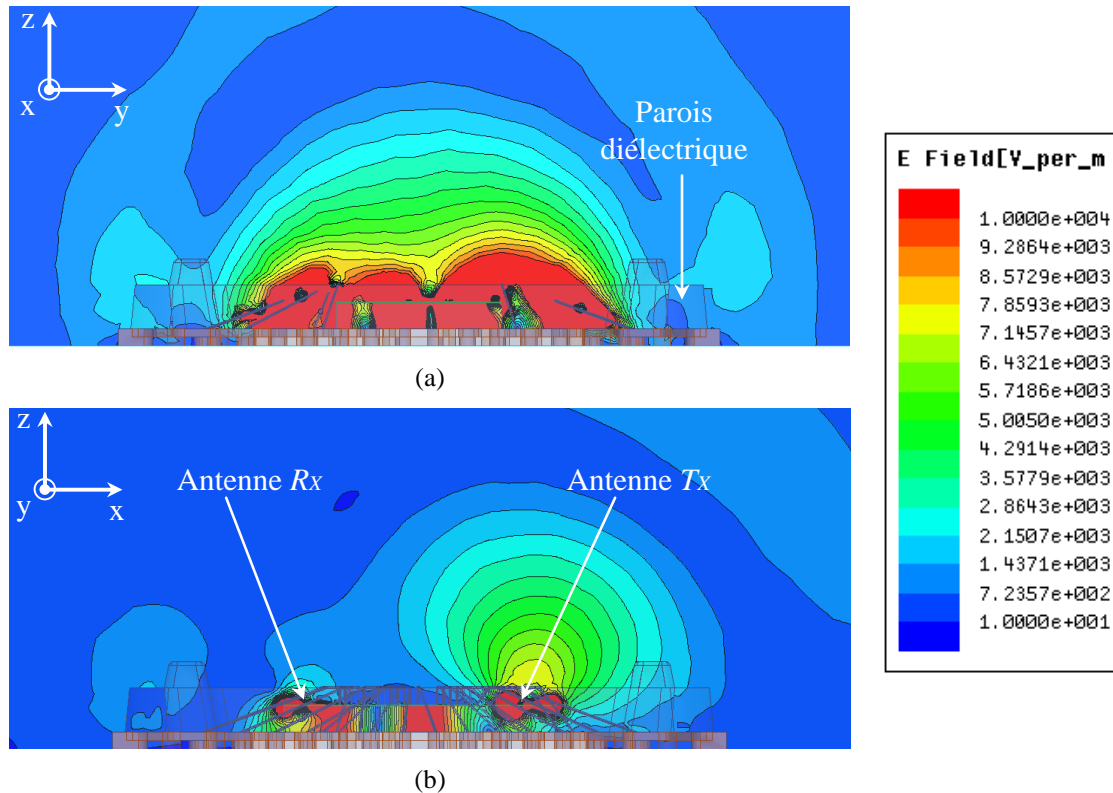 z
x
y
Parois
diélectrique
(a)
z
y
x
Antenne Rx
Antenne Tx
(b)
E Field[V_per_m
1.0000e+004
9.2864e+003
8.5729e+003
7.8593e+003
7.1457e+003
6.4321e+003
5.7186e+003
5.0050e+003
4.2914e+003
3.5779e+003
2.8643e+003
2.1507e+003
1.4371e+003
7.2357e+002
1.0000e+001